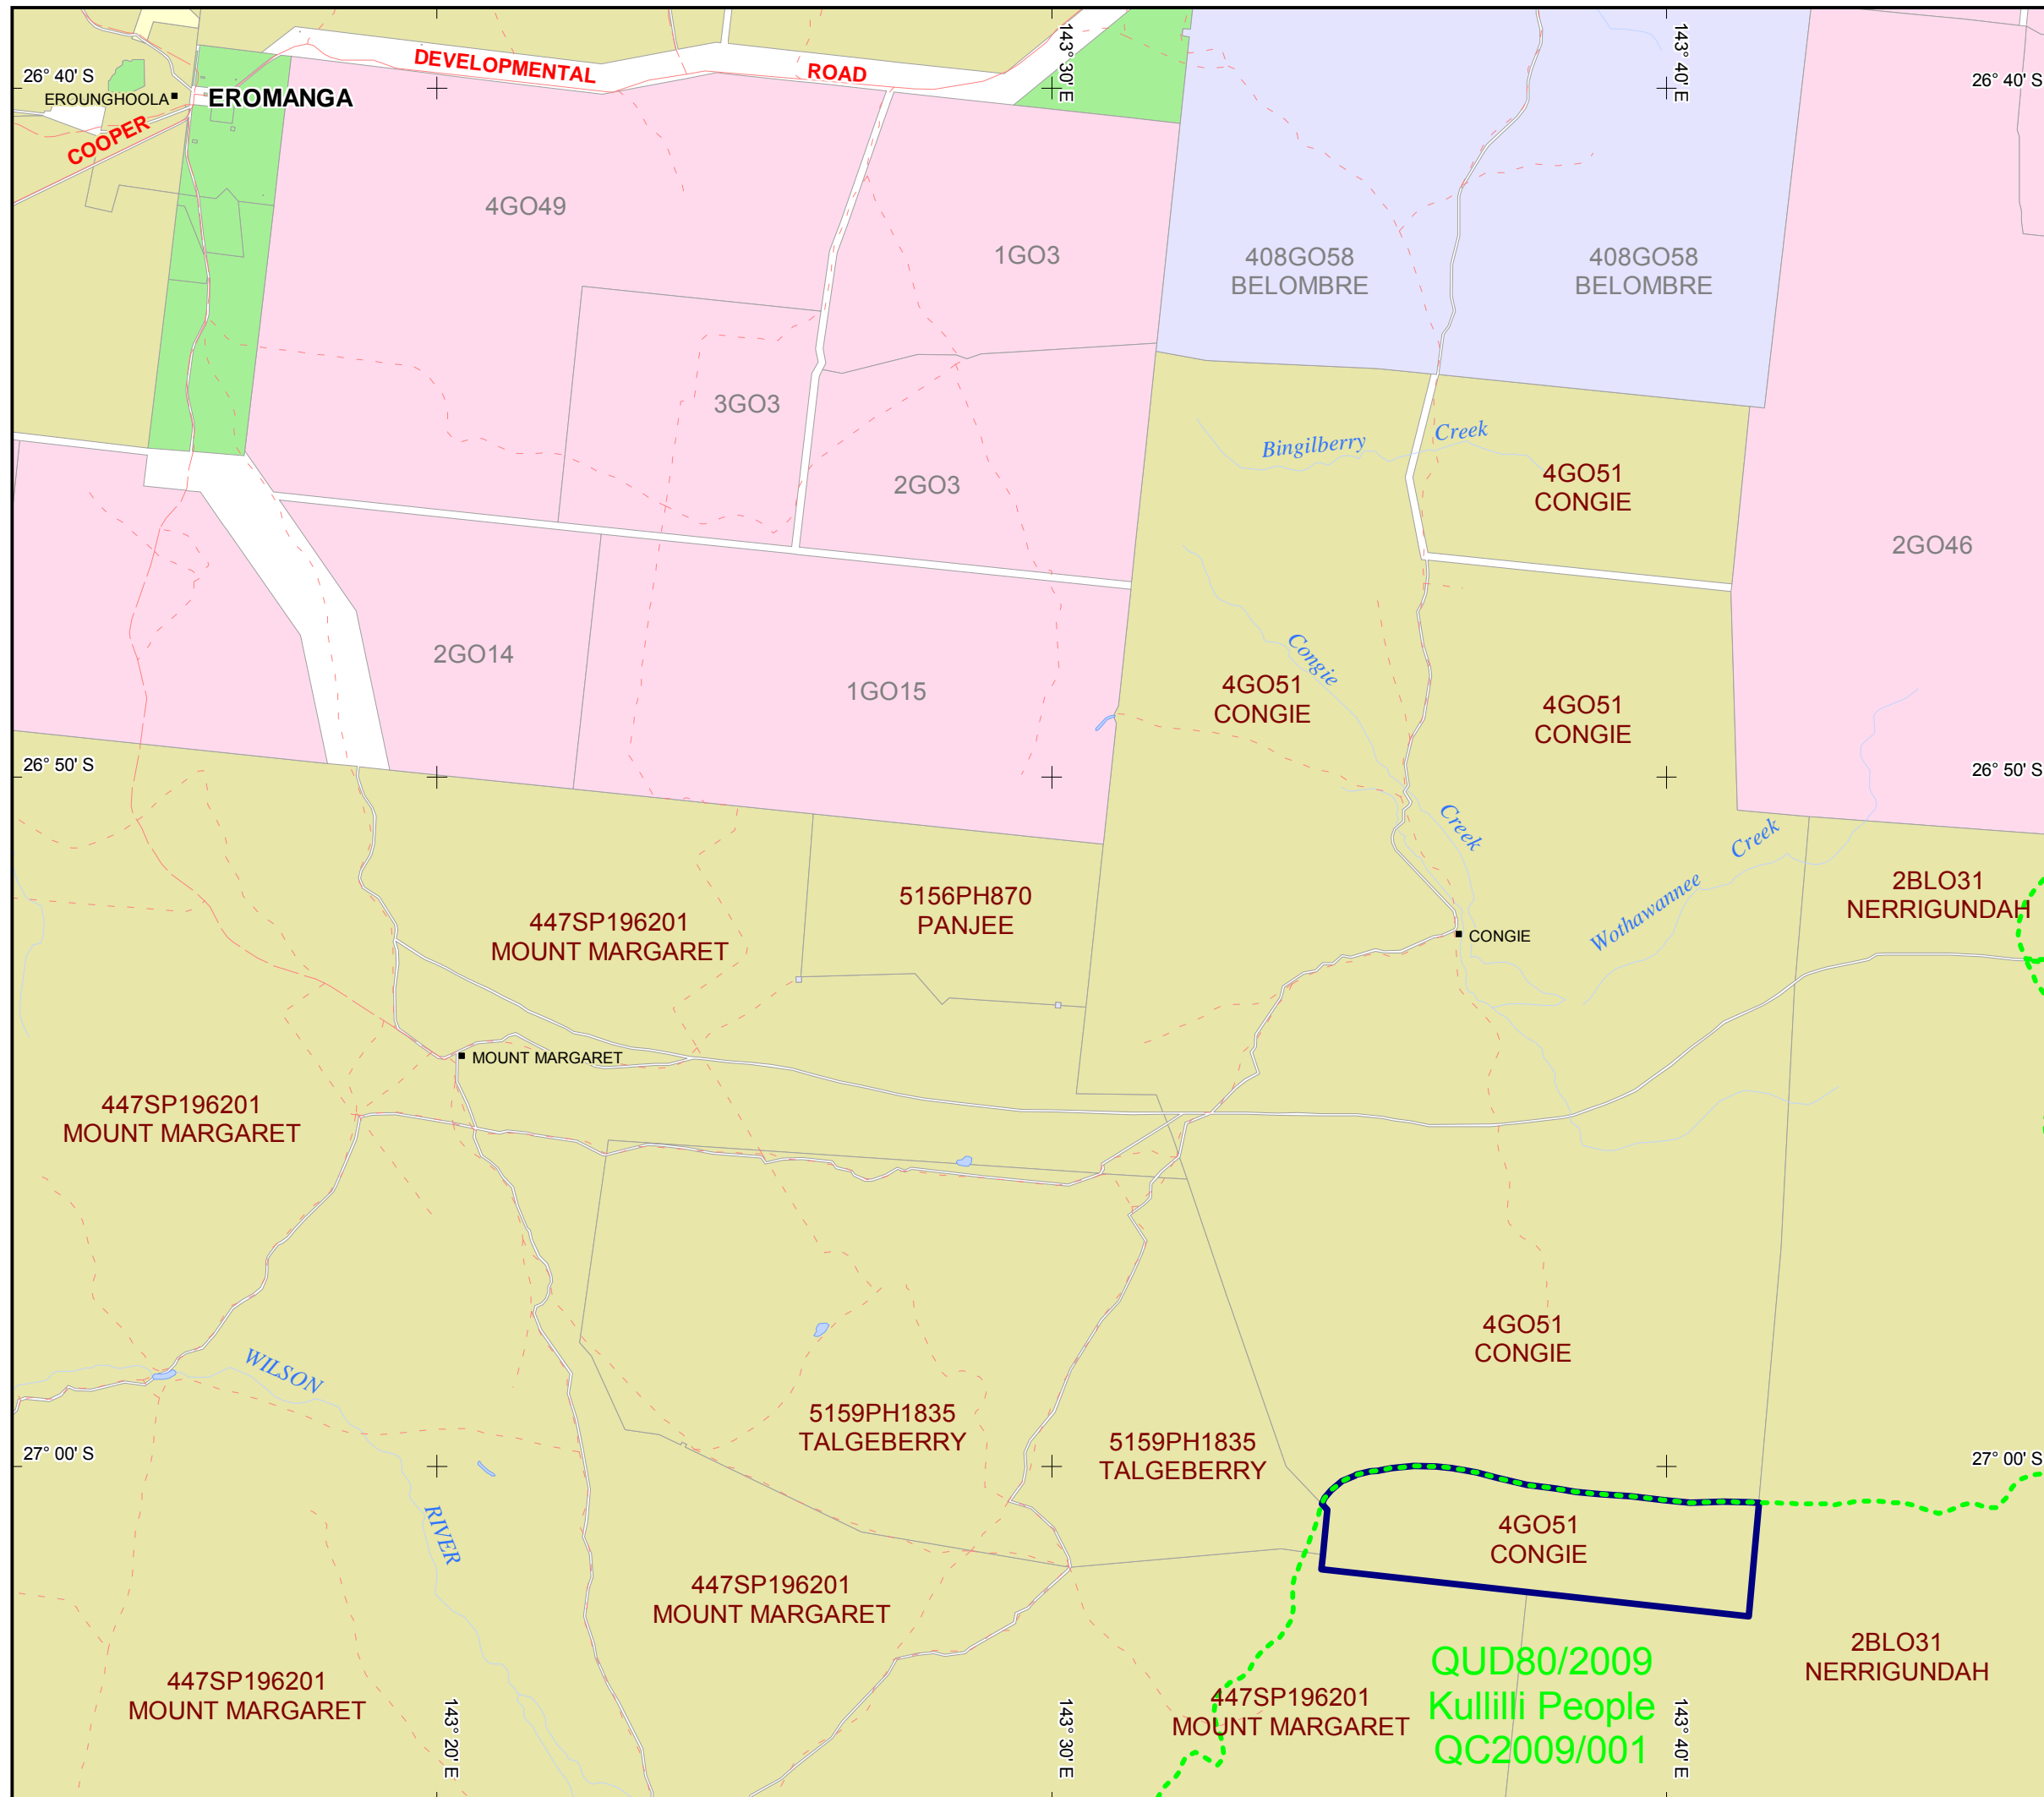 143° 30' E
143° 40' E
DEVELOPMENTAL
ROAD
26° 40' S
26° 40' S
EROUNGHOOLA
EROMANGA
COOPER
4GO49
1GO3
408GO58
BELOMBRE
408GO58
BELOMBRE
3GO3
Bingilberry
Creek
4GO51
CONGIE
2GO3
2GO46
2GO14
1GO15
Congie
4GO51
CONGIE
4GO51
CONGIE
26° 50' S
26° 50' S
Creek
Creek
Wothawannee
447SP196201
MOUNT MARGARET
5156PH870
PANJEE
2BLO31
NERRIGUNDAH
CONGIE
MOUNT MARGARET
447SP196201
MOUNT MARGARET
4GO51
CONGIE
WILSON
5159PH1835
TALGEBERRY
5159PH1835
TALGEBERRY
27° 00' S
27° 00' S
RIVER
4GO51
CONGIE
447SP196201
MOUNT MARGARET
2BLO31
NERRIGUNDAH
447SP196201
MOUNT MARGARET
447SP196201
MOUNT MARGARET
QUD80/2009
Kullilli People
QC2009/001
143° 20' E
143° 30' E
143° 40' E